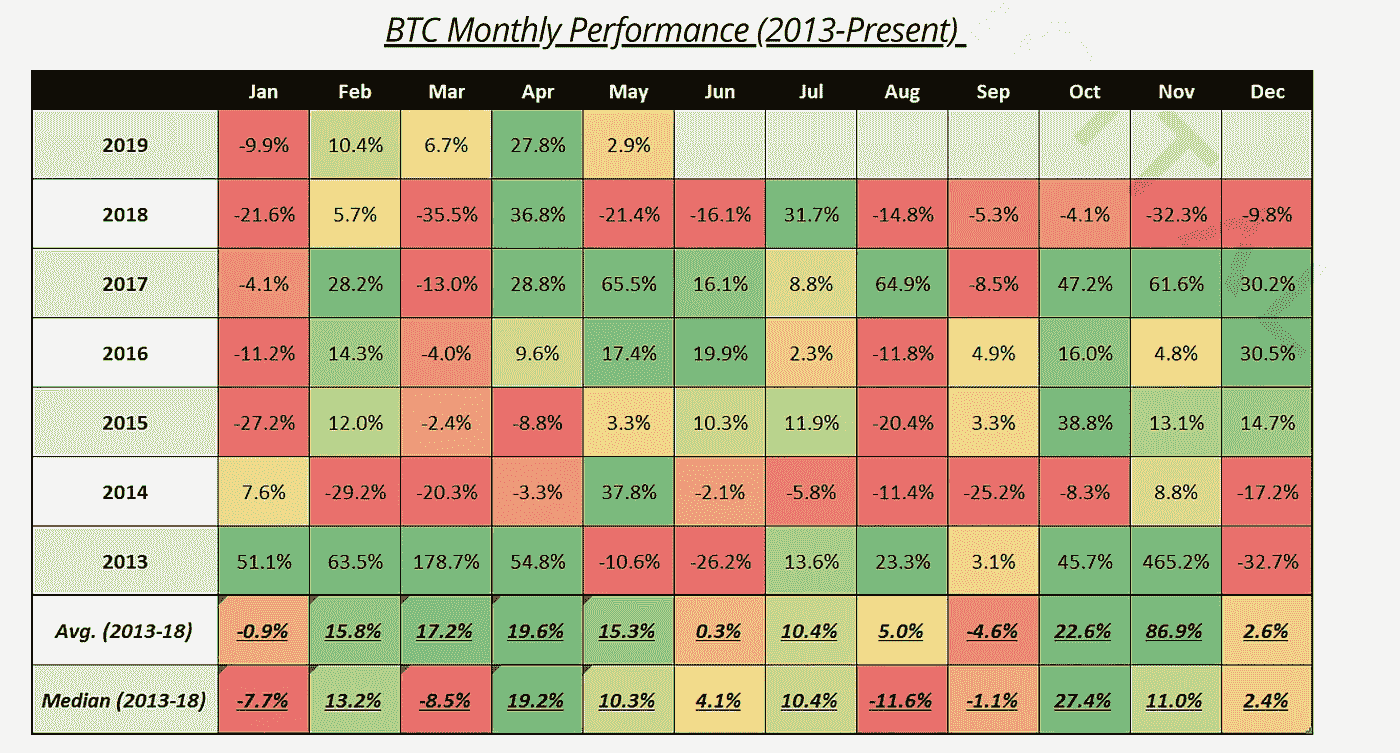 BTC Monthly Performance (2013-Present)
Jan Feb Mar Apr May Jun Jul Aug Sep Oct Nov Dec
2019 -9.9% 10.4% 6.7% 27.8% 2.9%
2018 -21.6% 5.7% -35.5% 36.8% -21.4% -16.1% 31.7% -14.8% -5.3% -4.1% -32.3% -9.8%
2017 -4.1% 28.2% -13.0% 28.8% 65.5% 16.1% 8.8% 64.9% -8.5% 47.2% 61.6% 30.2%
2016 -11.2% 14.3% -4.0% 9.6% 17.4% 19.9% 2.3% -11.8% 4.9% 16.0% 4.8% 30.5%
2015 -27.2% 12.0% -2.4% -8.8% 3.3% 10.3% 11.9% -20.4% 3.3% 38.8% 13.1% 14.7%
2014 7.6% -29.2% -20.3% -3.3% 37.8% -2.1% -5.8% -11.4% -25.2% -8.3% 8.8% -17.2%
2013 51.1% 63.5% 178.7% 54.8% -10.6% -26.2% 13.6% 23.3% 3.1% 45.7% 465.2% -32.7%
Avg. (2013-18) -0.9% 15.8% 17.2% 19.6% 15.3% 0.3% 10.4% 5.0% -4.6% 22.6% 86.9% 2.6%
Median (2013-18) -7.7% 13.2% -8.5% 19.2% 10.3% 4.1% 10.4% -11.6% -1.1% 27.4% 11.0% 2.4%